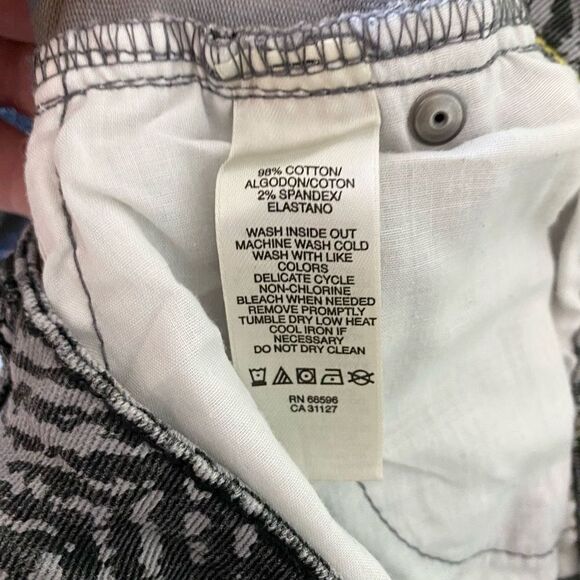 98% COTTON/
ALGODON/COTON
2% SPANDEX/
ELASTANO
WASH INSIDE OUT
MACHINE WASH COLD
WASH WITH LIKE
COLORS
DELICATE CYCLE
NON-CHLORINE
BLEACH WHEN NEEDED
REMOVE PROMPTLY
TUMBLE DRY LOW HEAT
COOL IRON IF
NECESSARY
DO NOT DRY CLEAN
RN 68596
CA 31127